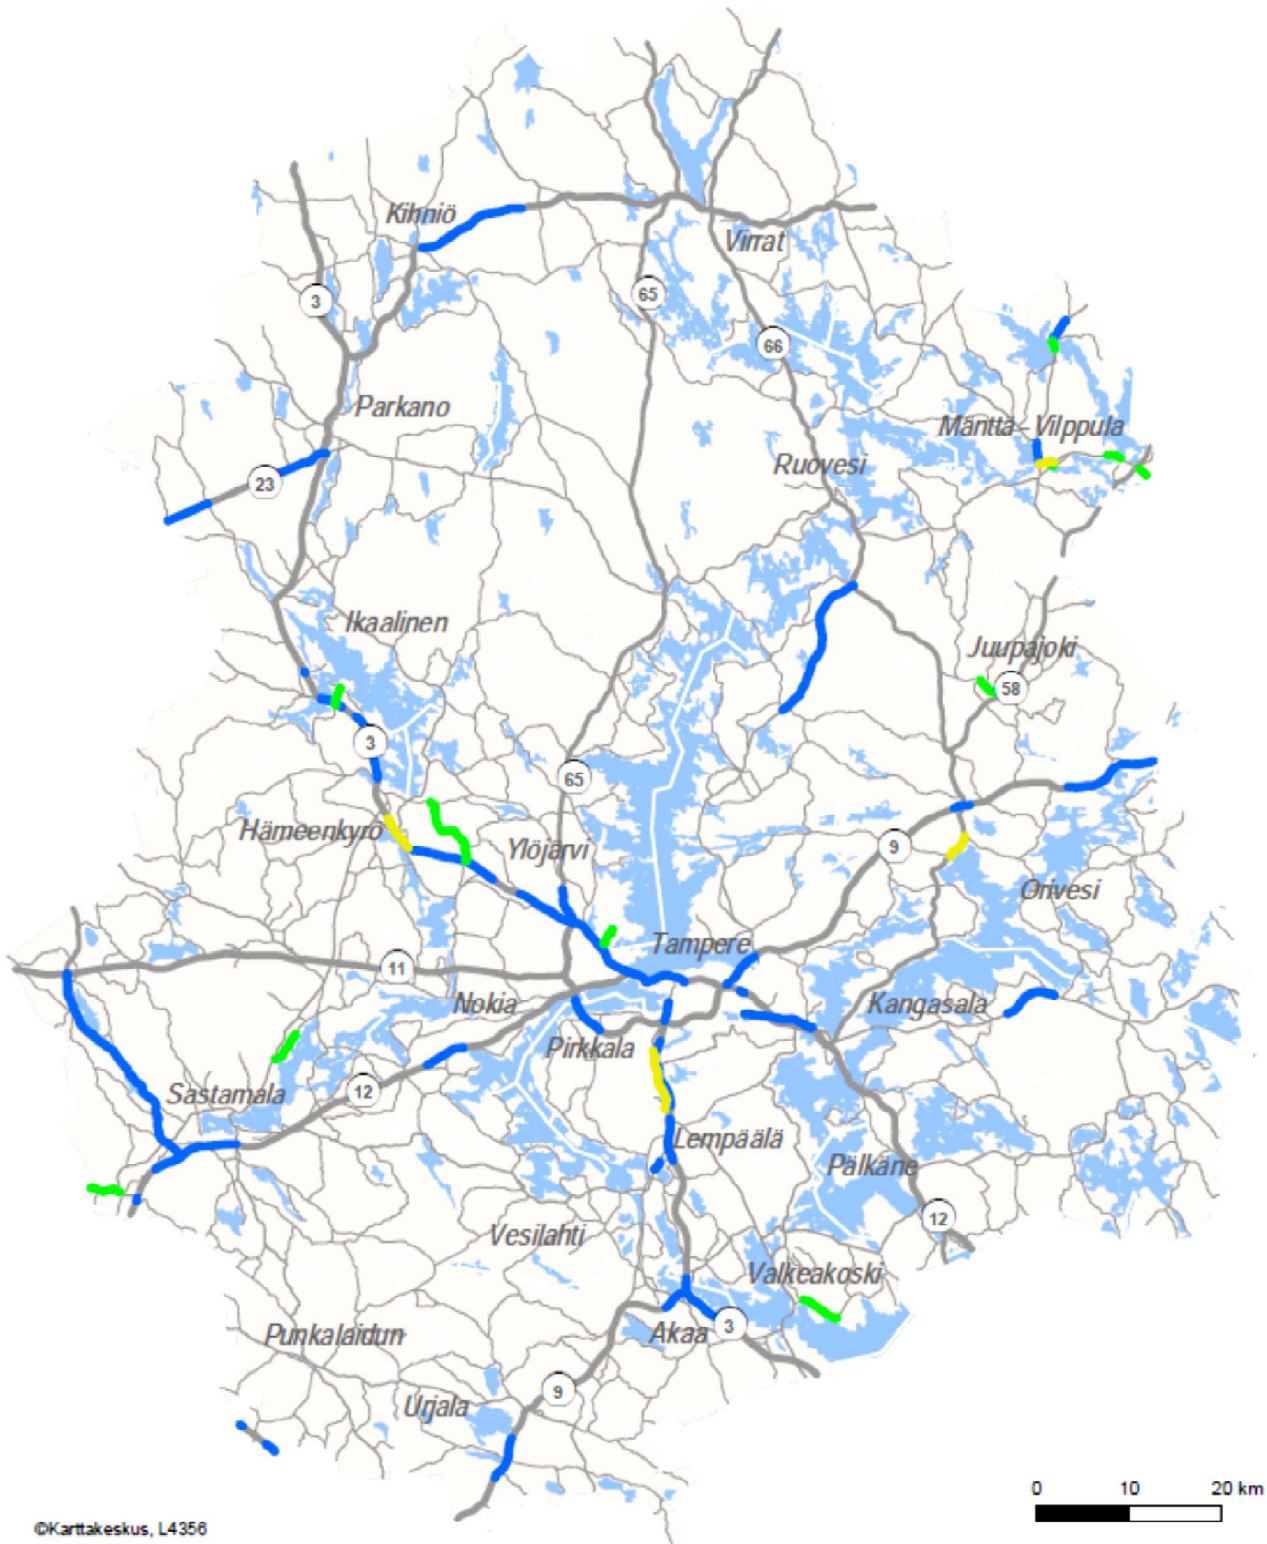 Kihniö
Virrat
3
65
66
Parkano
Mänttä-Vilppula
Ruovesi
23
Ikaalinen
Juupajoki
58
3
65
Hämeenkyrö
Ylöjärvi
9
Orivesi
Tampere
11
Nokia
Kangasala
Pirkkala
Sastamala
12
Lempäälä
Pälkäne
12
Vesilahti
Valkeakoski
Punkalaidun
Akaa
3
9
Urjala
0 10 20 km
©Karttakeskus, L4356